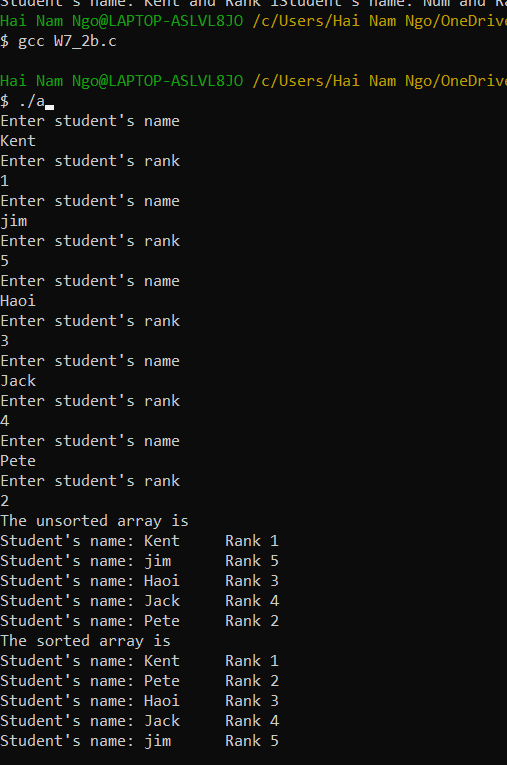 Student's name: Kent and Rank 1Student's name: Num and Ra
Hai Nam Ngo@LAPTOP-ASLVL8JO /c/Users/Hai Nam Ngo/OneDrive
$ gcc W7_2b.c
Hai Nam Ngo@LAPTOP-ASLVL8JO /c/Users/Hai Nam Ngo/OneDrive
$ ./a
Enter student's name
Kent
Enter student's rank
1
Enter student's name
jim
Enter student's rank
5
Enter student's name
Haoi
Enter student's rank
3
Enter student's name
Jack
Enter student's rank
4
Enter student's name
Pete
Enter student's rank
2
The unsorted array is
Student's name: Kent     Rank 1
Student's name: jim      Rank 5
Student's name: Haoi     Rank 3
Student's name: Jack     Rank 4
Student's name: Pete     Rank 2
The sorted array is
Student's name: Kent     Rank 1
Student's name: Pete     Rank 2
Student's name: Haoi     Rank 3
Student's name: Jack     Rank 4
Student's name: jim      Rank 5